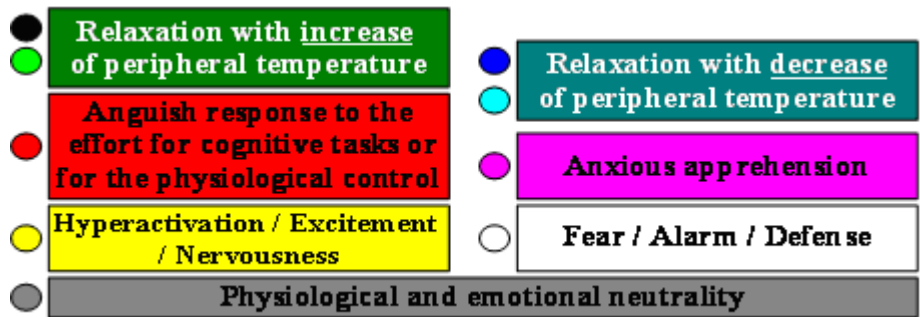 Relaxation with increase
of peripheral temperature
Relaxation with decrease
of peripheral temperature
Anguish response to the
effort for cognitive tasks or
for the physiological control
Anxious apprehension
Hyperactivation / Excitement
/ Nervousness
Fear / Alarm / Defense
Physiological and emotional neutrality